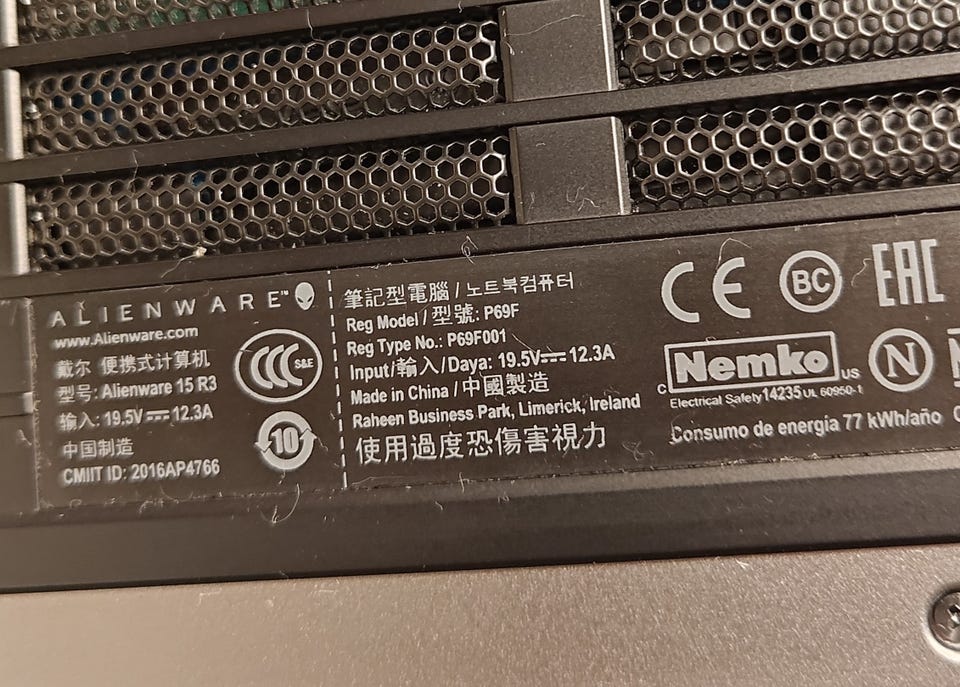 ALIENWARE™
www.Alienware.com
戴尔 便携式计算机
型号: Alienware 15 R3
输入: 19.5V⎓12.3A
中国制造
CMIIT ID: 2016AP4766
CCC S&E
10
筆記型電腦 / 노트북컴퓨터
Reg Model / 型號: P69F
Reg Type No.: P69F001
Input/輸入/Daya: 19.5V⎓12.3A
Made in China / 中國製造
Raheen Business Park, Limerick, Ireland
使用過度恐傷害視力
CE BC EAC
c Nemko US N
Electrical Safety 14235 UL 60950-1
Consumo de energia 77 kWh/año